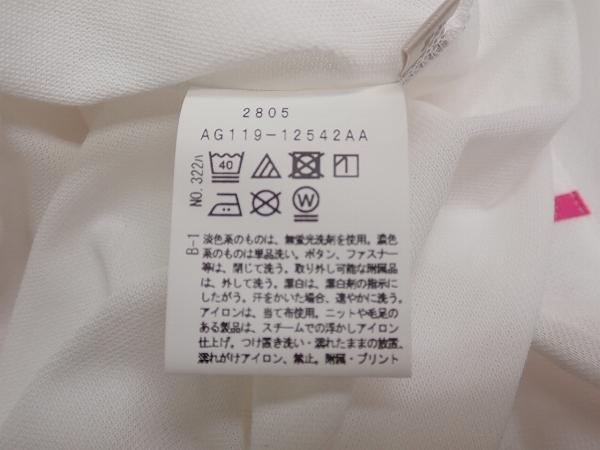 2805
AG119-12542AA
NO.322ハ
40
W
B-1
淡色系のものは、無蛍光洗剤を使用。濃色
系のものは単品洗い。ボタン、ファスナー
等は、閉じて洗う。取り外し可能な附属品
は、外して洗う。漂白は、漂白剤の指示に
したがう。汗をかいた場合、速やかに洗う。
アイロンは、当て布使用。ニットや毛足の
ある製品は、スチームでの浮かしアイロン
仕上げ。つけ置き洗い・濡れたままの放置、
濡れがけアイロン、禁止。附属・プリント